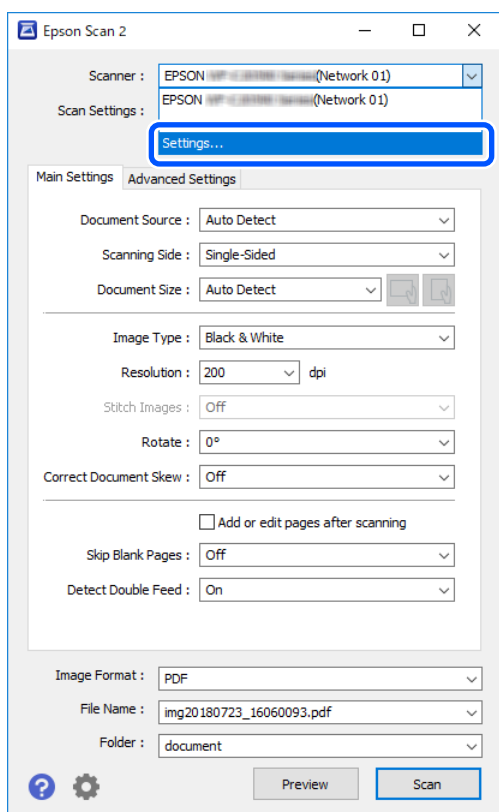 Epson Scan 2
Scanner : EPSON (Network 01)
EPSON (Network 01)
Scan Settings :
Settings...
Main Settings Advanced Settings
Document Source : Auto Detect
Scanning Side : Single-Sided
Document Size : Auto Detect
Image Type : Black & White
Resolution : 200 dpi
Stitch Images : Off
Rotate : 0°
Correct Document Skew : Off
Add or edit pages after scanning
Skip Blank Pages : Off
Detect Double Feed : On
Image Format : PDF
File Name : img20180723_16060093.pdf
Folder : document
? Preview Scan